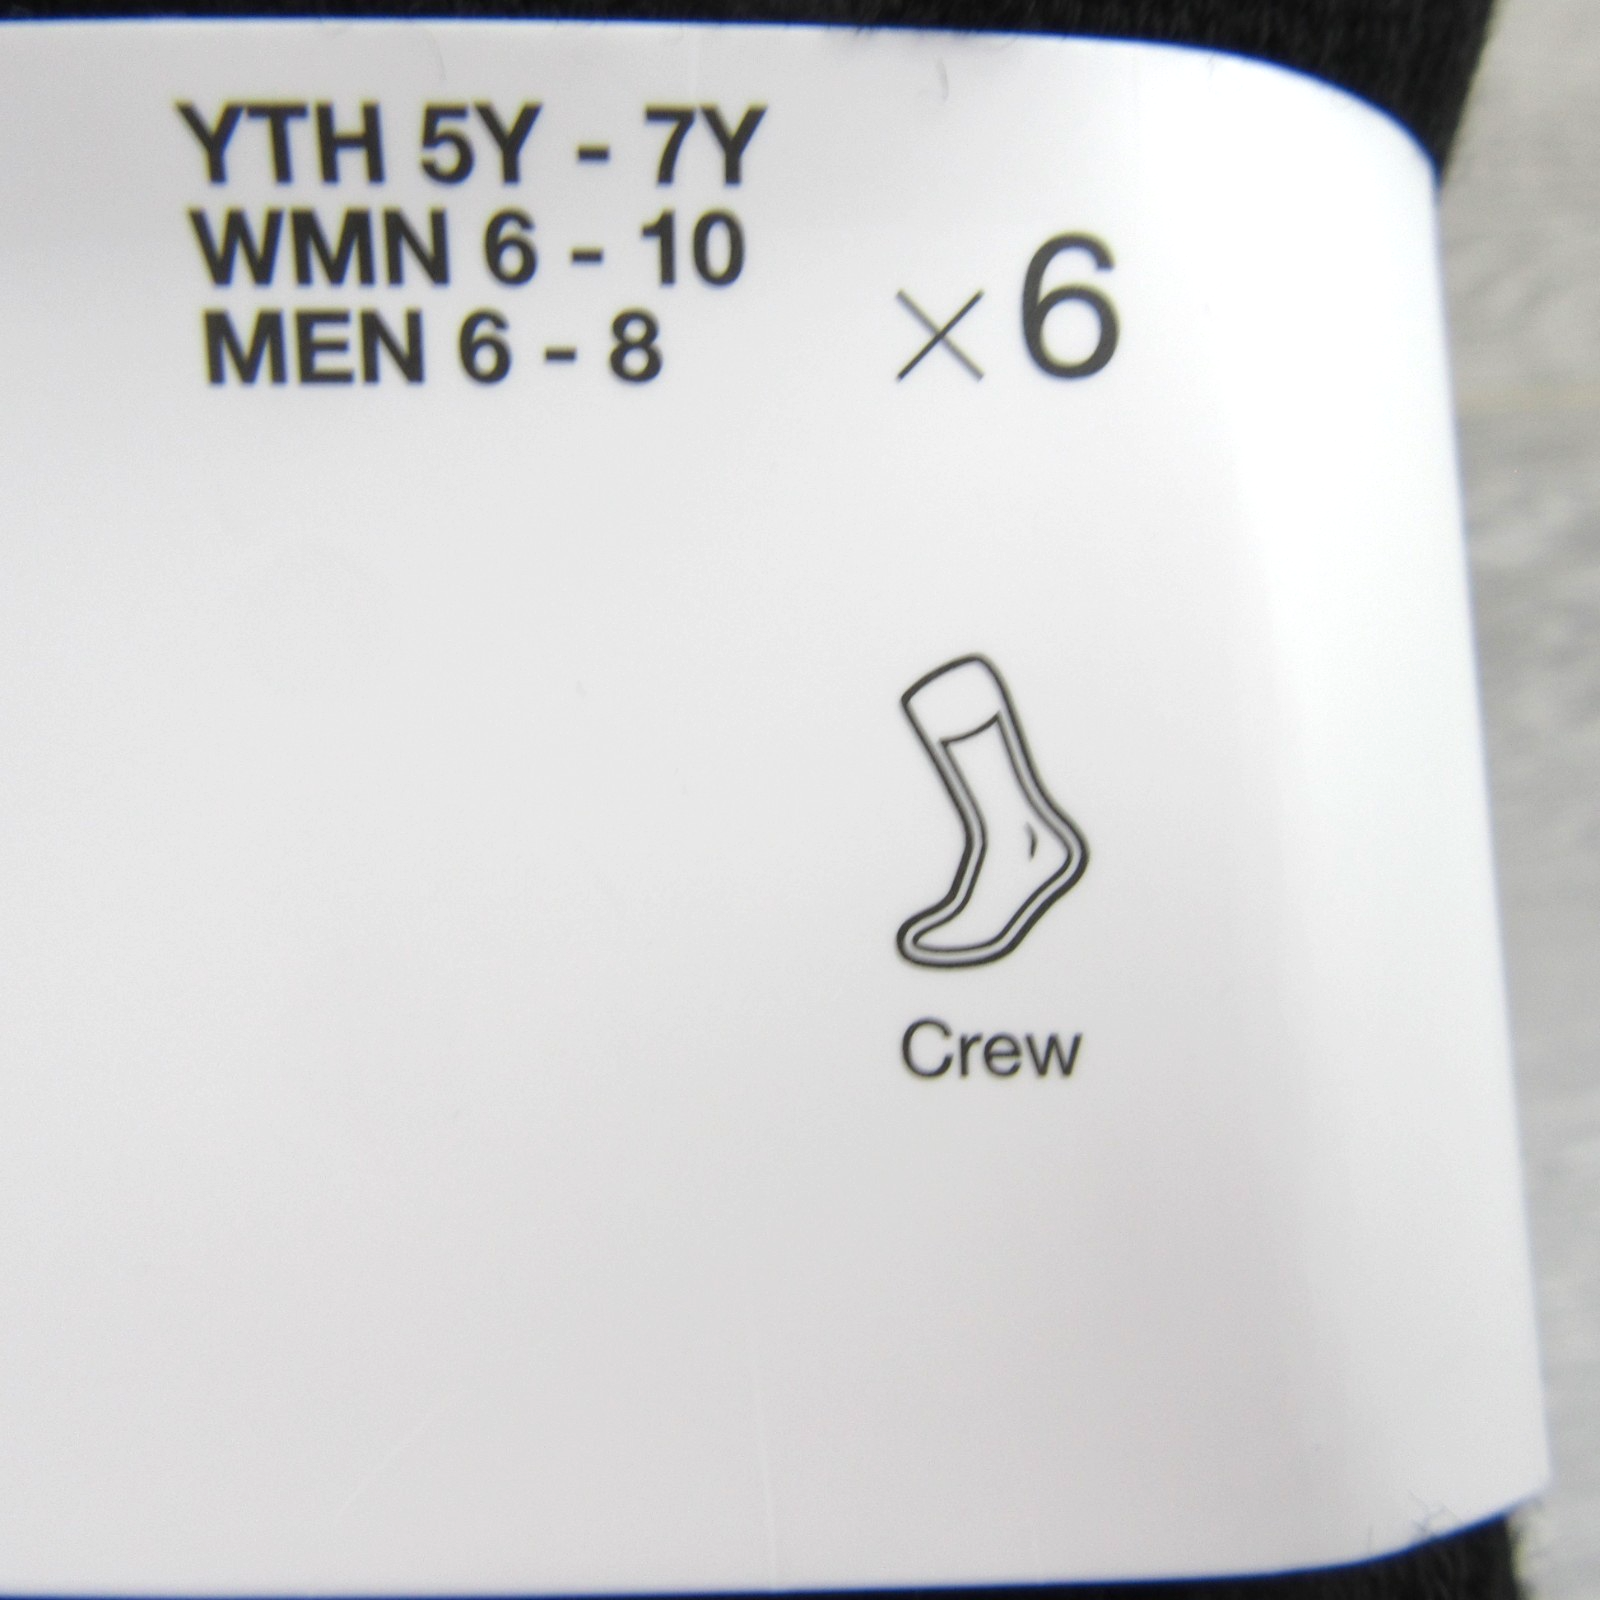 YTH 5Y - 7Y
WMN 6 - 10
MEN 6 - 8
×6
Crew